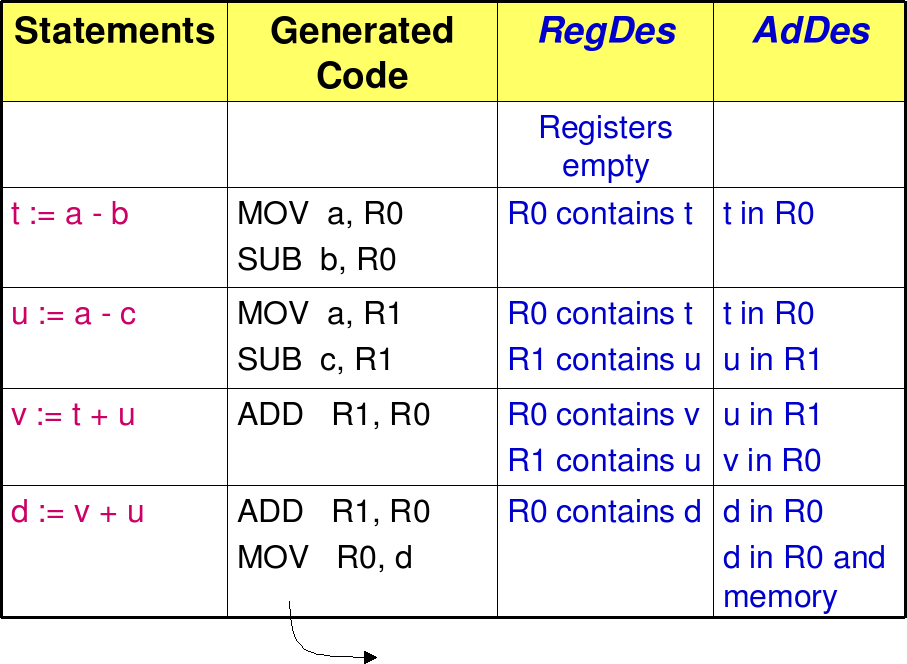 Statements
Generated
Code
RegDes
AdDes
Registers
empty
t := a - b
MOV a, R0
SUB b, R0
R0 contains t
t in R0
u := a - c
MOV a, R1
SUB c, R1
R0 contains t
R1 contains u
t in R0
u in R1
v := t + u
ADD R1, R0
R0 contains v
R1 contains u
u in R1
v in R0
d := v + u
ADD R1, R0
MOV R0, d
R0 contains d
d in R0
d in R0 and
memory